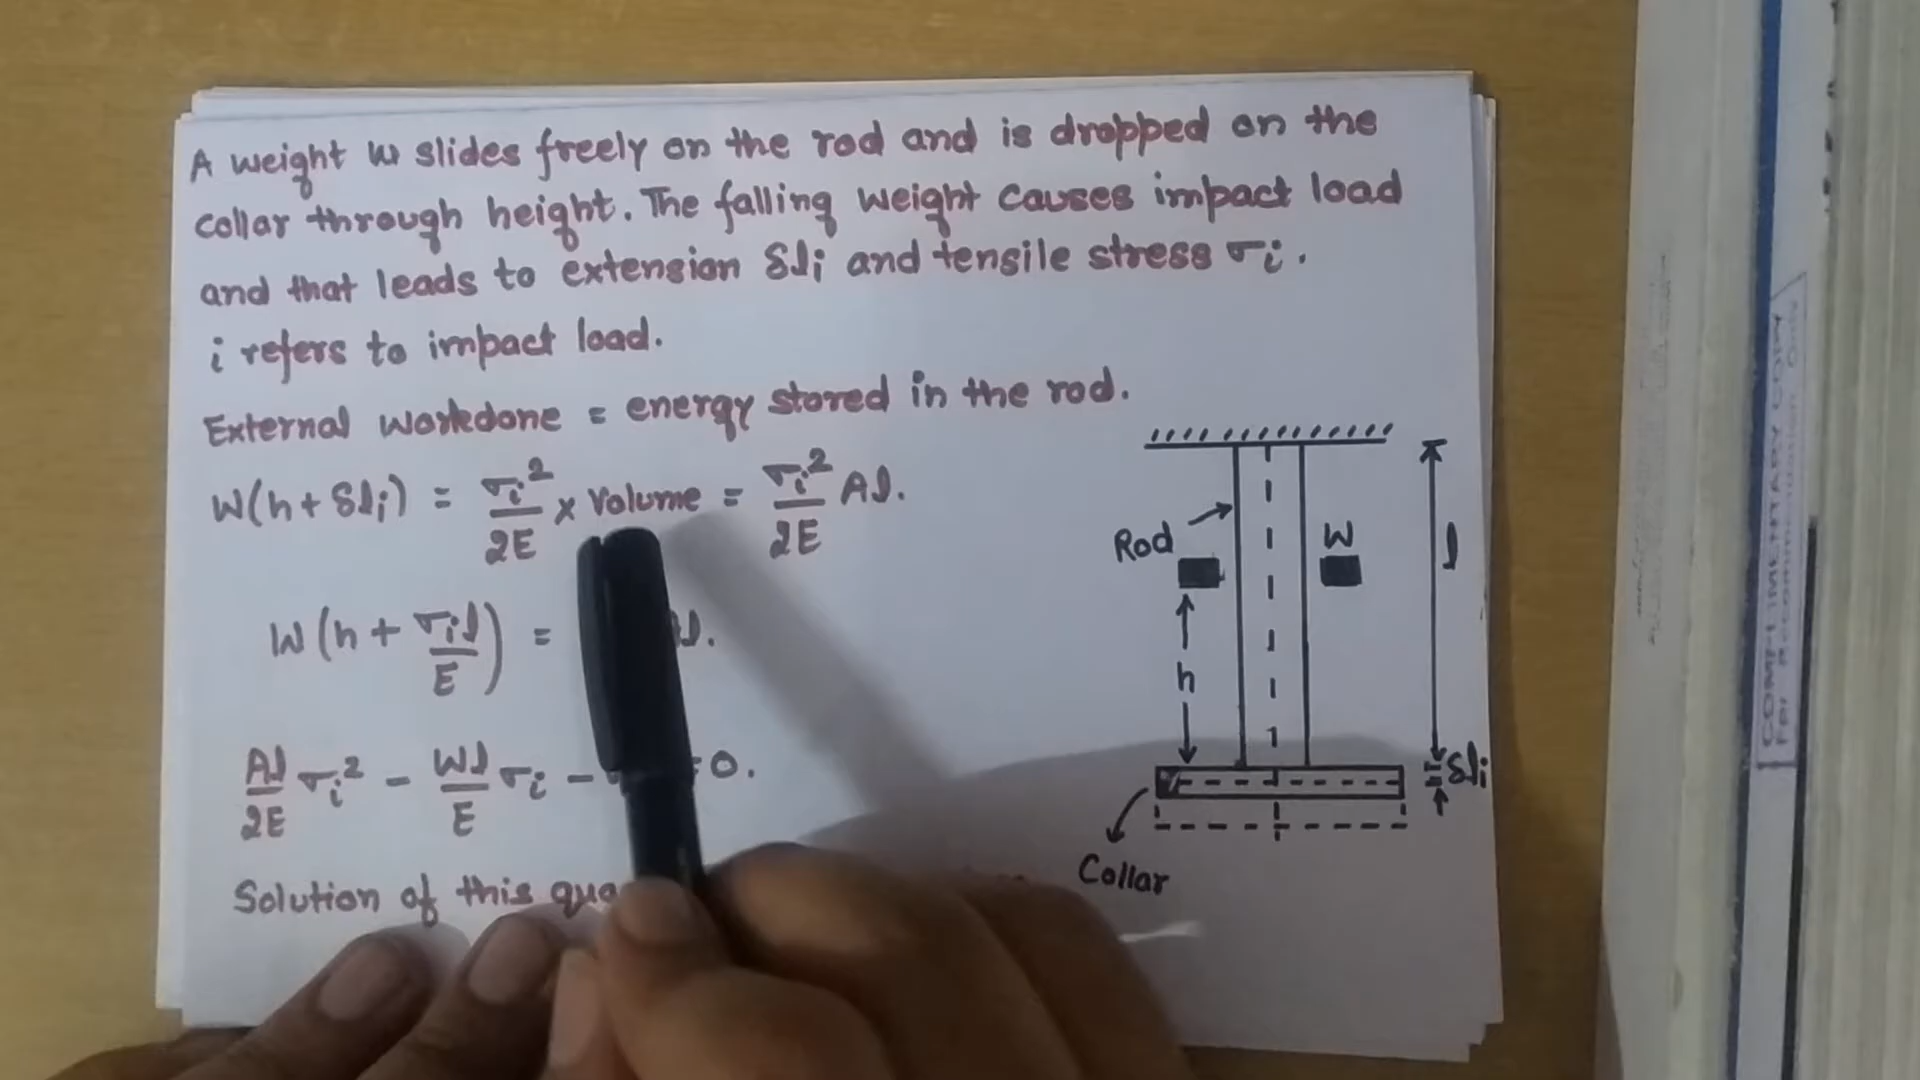 A weight W slides freely on the rod and is dropped on the
collar through height. The falling weight causes impact load
and that leads to extension δli and tensile stress σi.
i refers to impact load.
External workdone = energy stored in the rod.
W(h + δli) = σi²/2E × Volume = σi²/2E Al.
W(h + σil/E) = l.
Al/2E σi² - Wl/E σi - =0.
Solution of this
Rod
W
l
h
δli
Collar
COMPLIMENTARY COPY